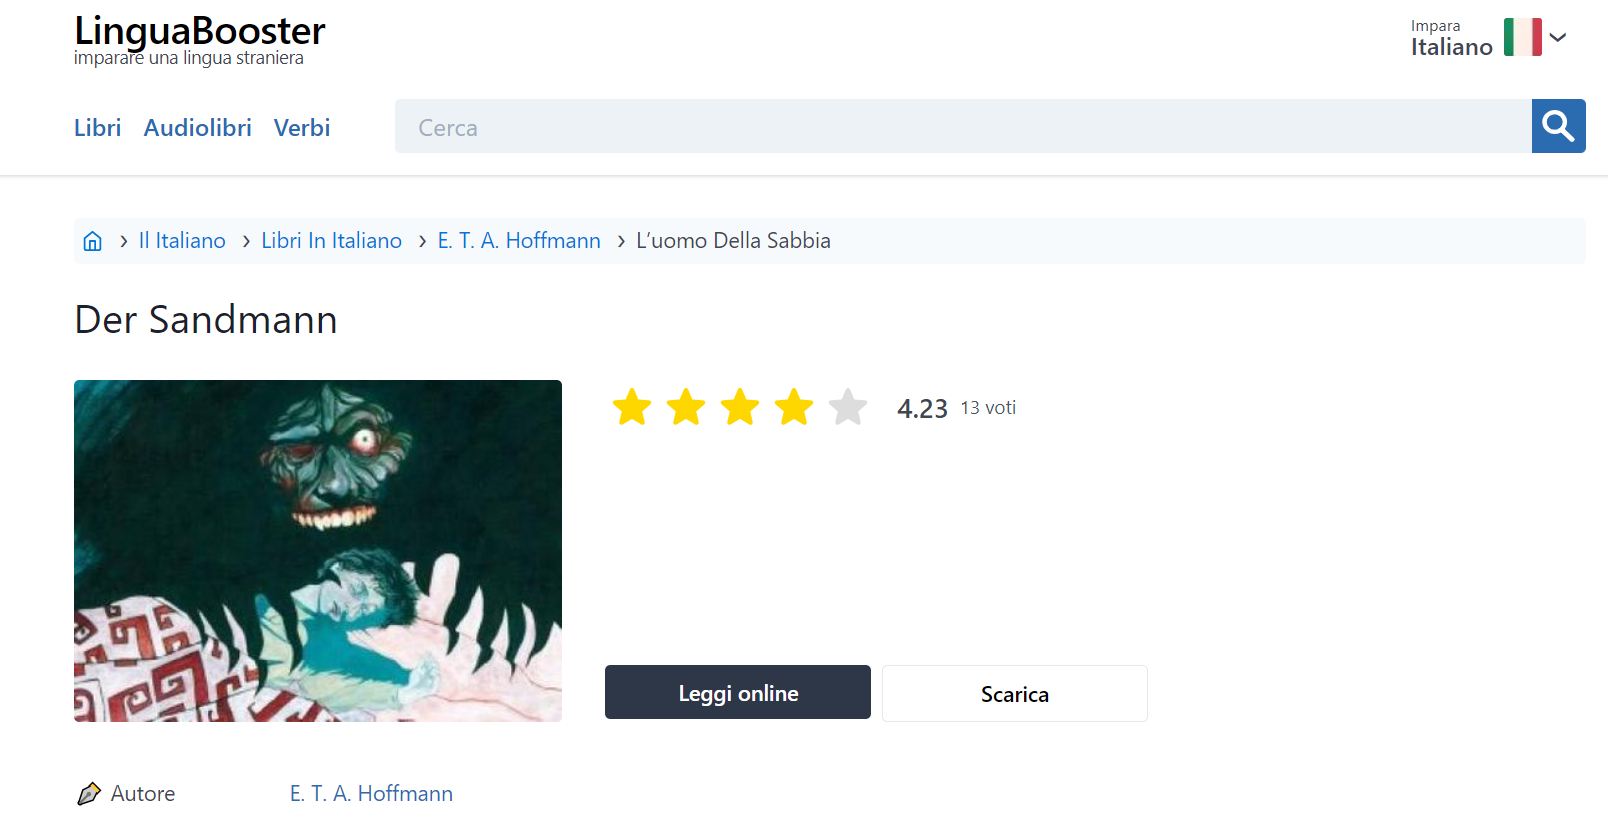 LinguaBooster
imparare una lingua straniera
Impara
Italiano
Libri Audiolibri Verbi
Cerca
Il Italiano › Libri In Italiano › E. T. A. Hoffmann › L’uomo Della Sabbia
Der Sandmann
4.23 13 voti
Leggi online
Scarica
Autore E. T. A. Hoffmann